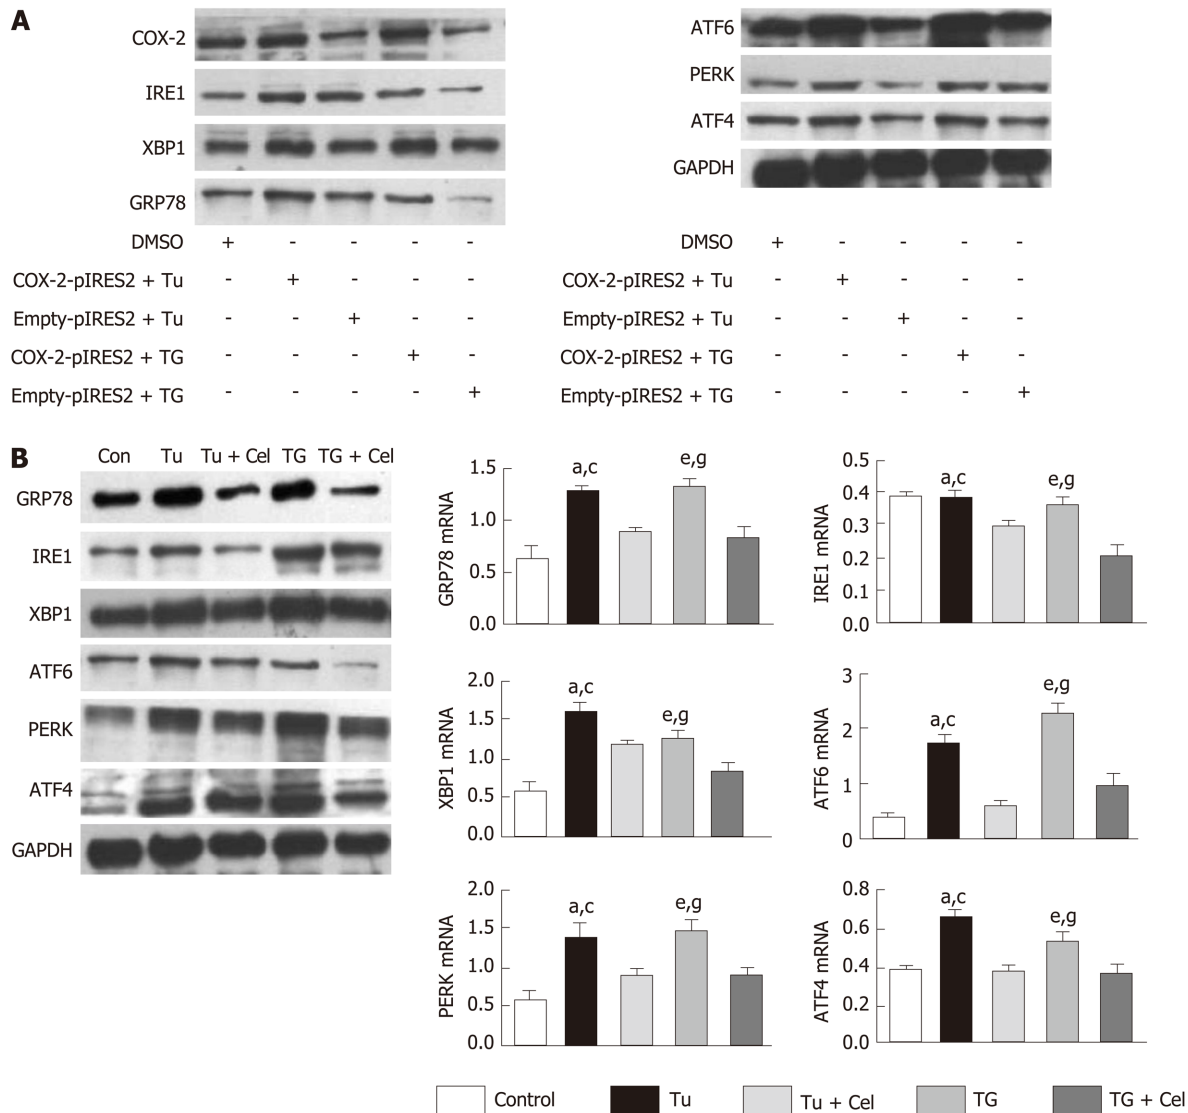 A
COX-2
IRE1
XBP1
GRP78
DMSO + - - - -
COX-2-pIRES2 + Tu - + - - -
Empty-pIRES2 + Tu - - + - -
COX-2-pIRES2 + TG - - - + -
Empty-pIRES2 + TG - - - - +
ATF6
PERK
ATF4
GAPDH
DMSO + - - - -
COX-2-pIRES2 + Tu - + - - -
Empty-pIRES2 + Tu - - + - -
COX-2-pIRES2 + TG - - - + -
Empty-pIRES2 + TG - - - - +
B
Con Tu Tu + Cel TG TG + Cel
GRP78
IRE1
XBP1
ATF6
PERK
ATF4
GAPDH
GRP78 mRNA
1.5
1.0
0.5
0.0
a,c
e,g
IRE1 mRNA
0.5
0.4
0.3
0.2
0.1
0.0
a,c
e,g
XBP1 mRNA
2.0
1.5
1.0
0.5
0.0
a,c
e,g
ATF6 mRNA
3
2
1
0
a,c
e,g
PERK mRNA
2.0
1.5
1.0
0.5
0.0
a,c
e,g
ATF4 mRNA
0.8
0.6
0.4
0.2
0.0
a,c
e,g
Control Tu Tu + Cel TG TG + Cel